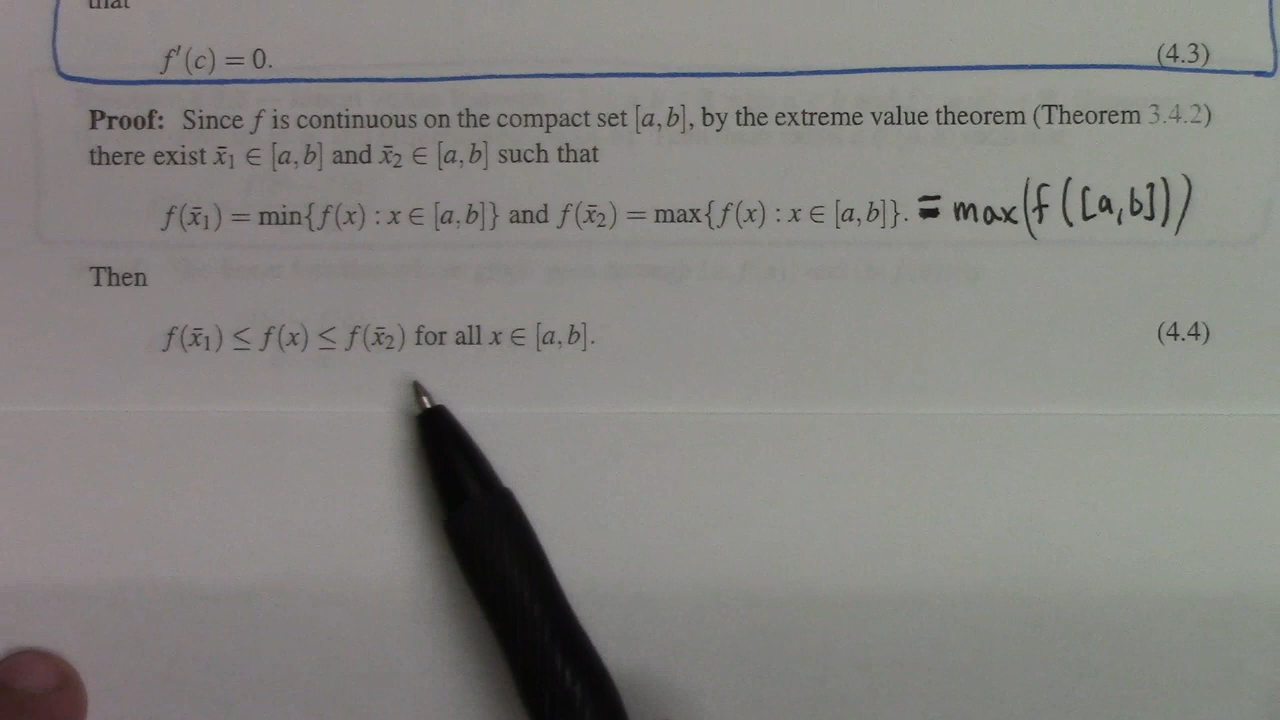 that
f′(c) = 0. (4.3)
Proof: Since f is continuous on the compact set [a,b], by the extreme value theorem (Theorem 3.4.2)
there exist x̄₁ ∈ [a,b] and x̄₂ ∈ [a,b] such that
f(x̄₁) = min{f(x) : x ∈ [a,b]} and f(x̄₂) = max{f(x) : x ∈ [a,b]}. = max(f([a,b]))
Then
f(x̄₁) ≤ f(x) ≤ f(x̄₂) for all x ∈ [a,b]. (4.4)